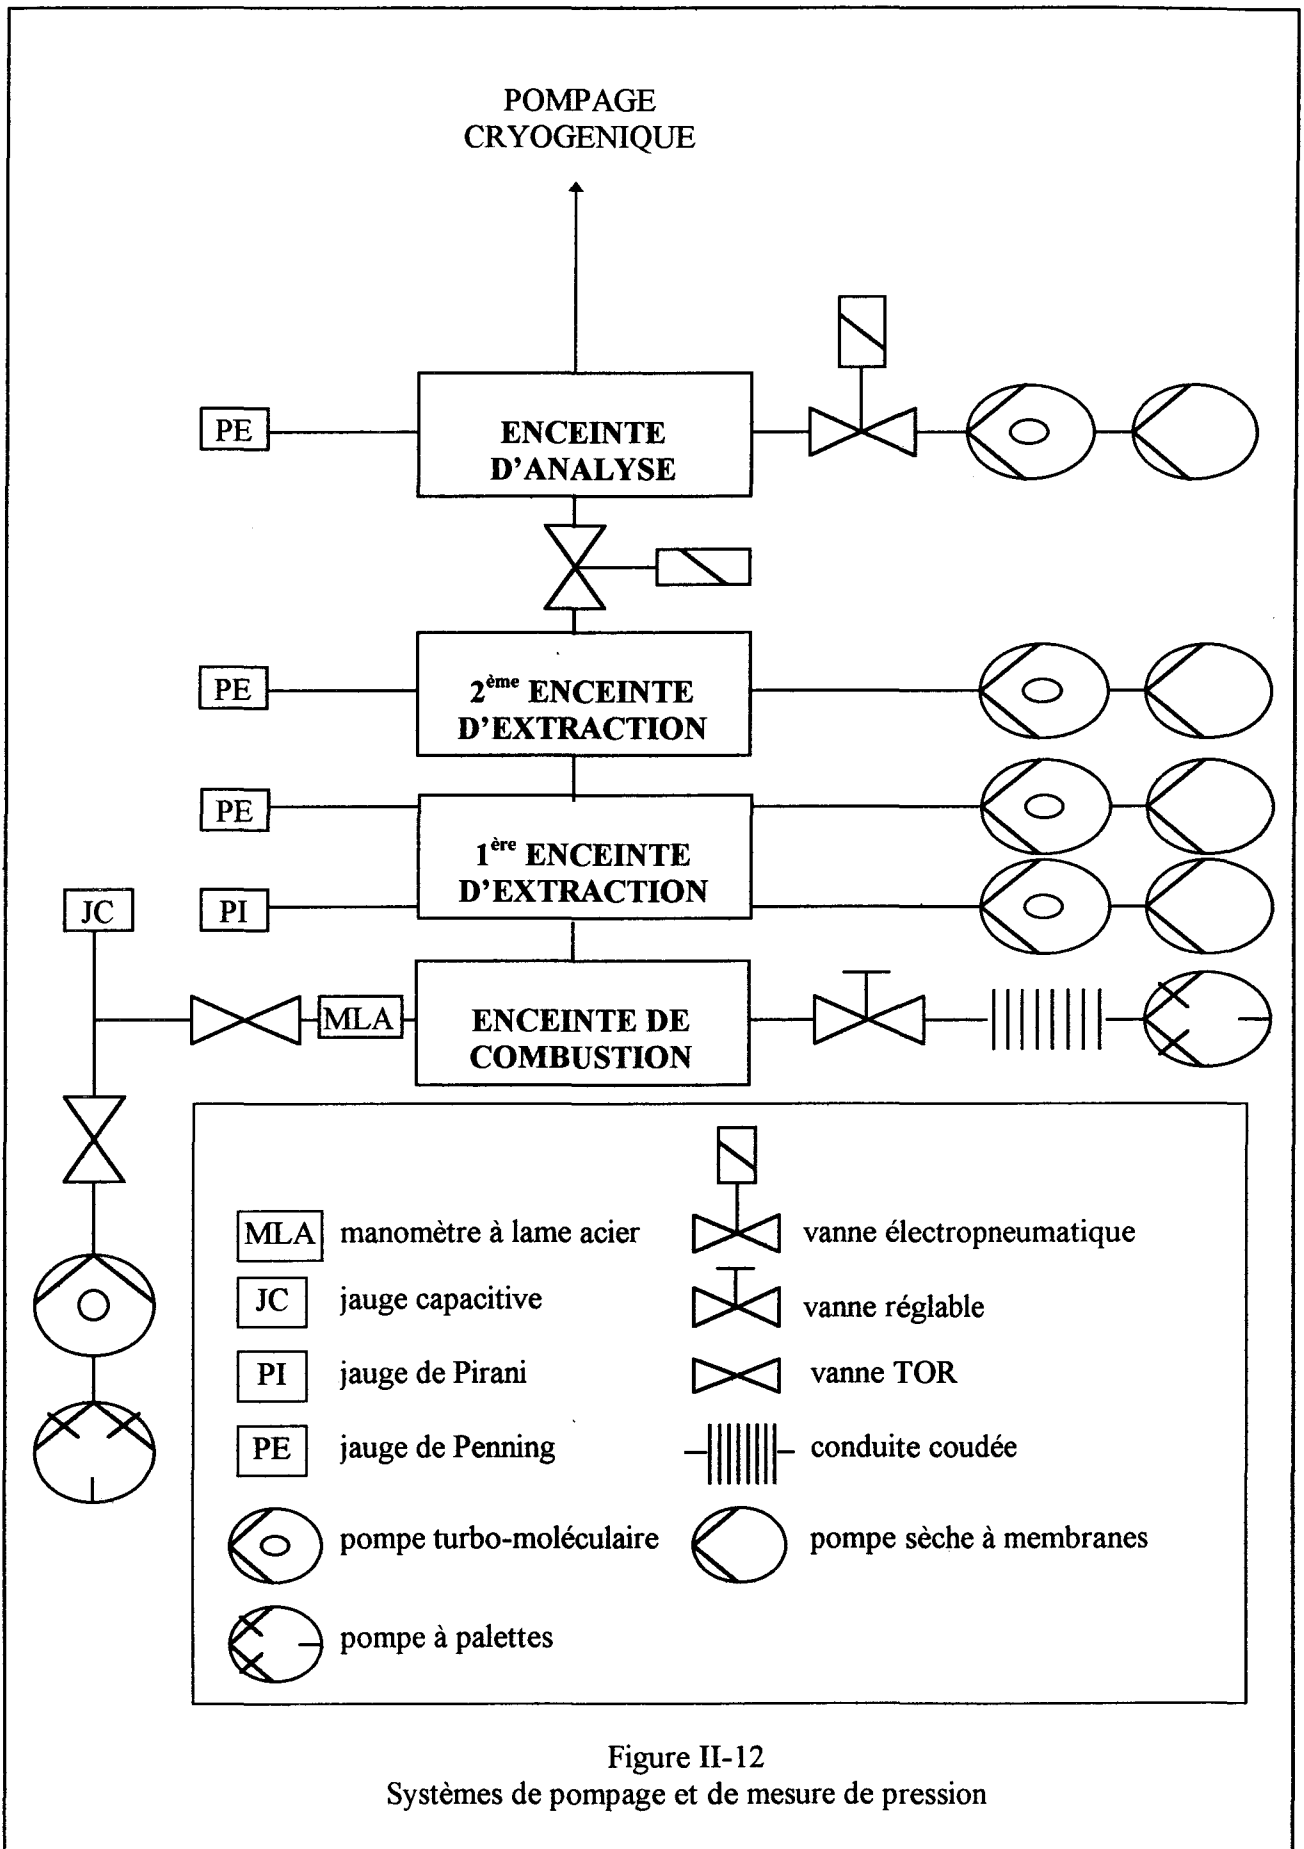 POMPAGE
CRYOGENIQUE
PE
ENCEINTE
D'ANALYSE
PE
2ème ENCEINTE
D'EXTRACTION
PE
1ère ENCEINTE
D'EXTRACTION
JC
PI
MLA
ENCEINTE DE
COMBUSTION
MLA manomètre à lame acier
vanne électropneumatique
JC jauge capacitive
vanne réglable
PI jauge de Pirani
vanne TOR
PE jauge de Penning
conduite coudée
pompe turbo-moléculaire
pompe sèche à membranes
pompe à palettes
Figure II-12
Systèmes de pompage et de mesure de pression